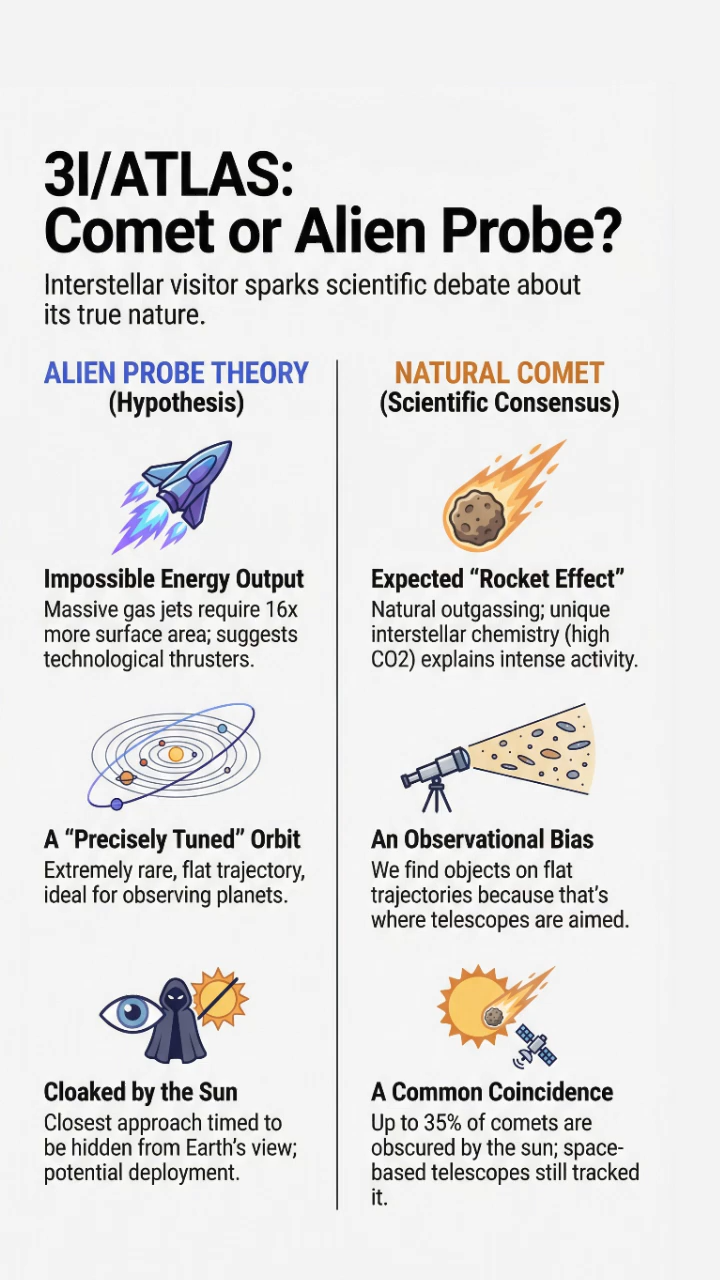 3I/ATLAS:
Comet or Alien Probe?
Interstellar visitor sparks scientific debate about
its true nature.
ALIEN PROBE THEORY
(Hypothesis)
Impossible Energy Output
Massive gas jets require 16x
more surface area; suggests
technological thrusters.
A “Precisely Tuned” Orbit
Extremely rare, flat trajectory,
ideal for observing planets.
Cloaked by the Sun
Closest approach timed to
be hidden from Earth’s view;
potential deployment.
NATURAL COMET
(Scientific Consensus)
Expected “Rocket Effect”
Natural outgassing; unique
interstellar chemistry (high
CO2) explains intense activity.
An Observational Bias
We find objects on flat
trajectories because that’s
where telescopes are aimed.
A Common Coincidence
Up to 35% of comets are
obscured by the sun; space-
based telescopes still tracked
it.